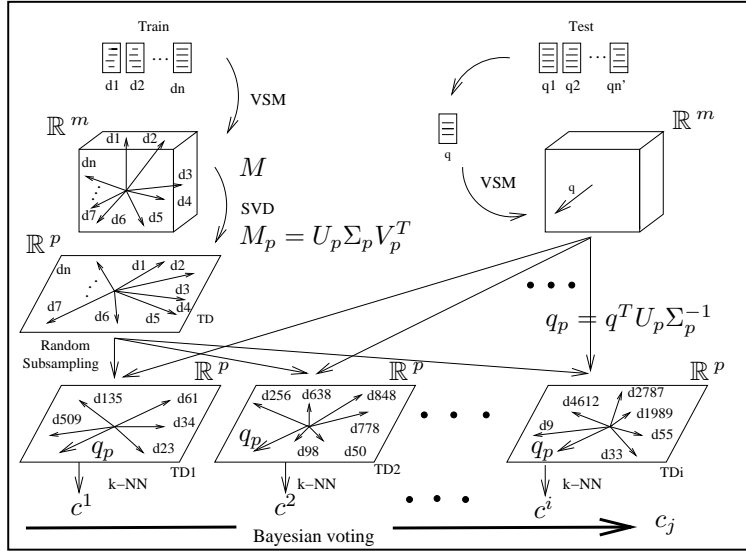 Train
Test
d1 d2 ... dn
q1 q2 ... qn'
VSM
ℝ^m
d1 d2
dn
d3
d4
d7
d6
d5
M
SVD
M_p = U_p Σ_p V_p^T
q
VSM
ℝ^m
q
ℝ^p
dn
d1
d2
d3
d4
d5
d6
d7
TD
Random
Subsampling
q_p = q^T U_p Σ_p^{-1}
ℝ^p
d135
d61
d509
d34
q_p
d23
TD1
ℝ^p
d256
d638
d848
d778
q_p
d98
d50
TD2
ℝ^p
d4612
d2787
d1989
d9
d55
q_p
d33
TDi
k-NN
k-NN
k-NN
c^1
c^2
c^i
Bayesian voting
c_j